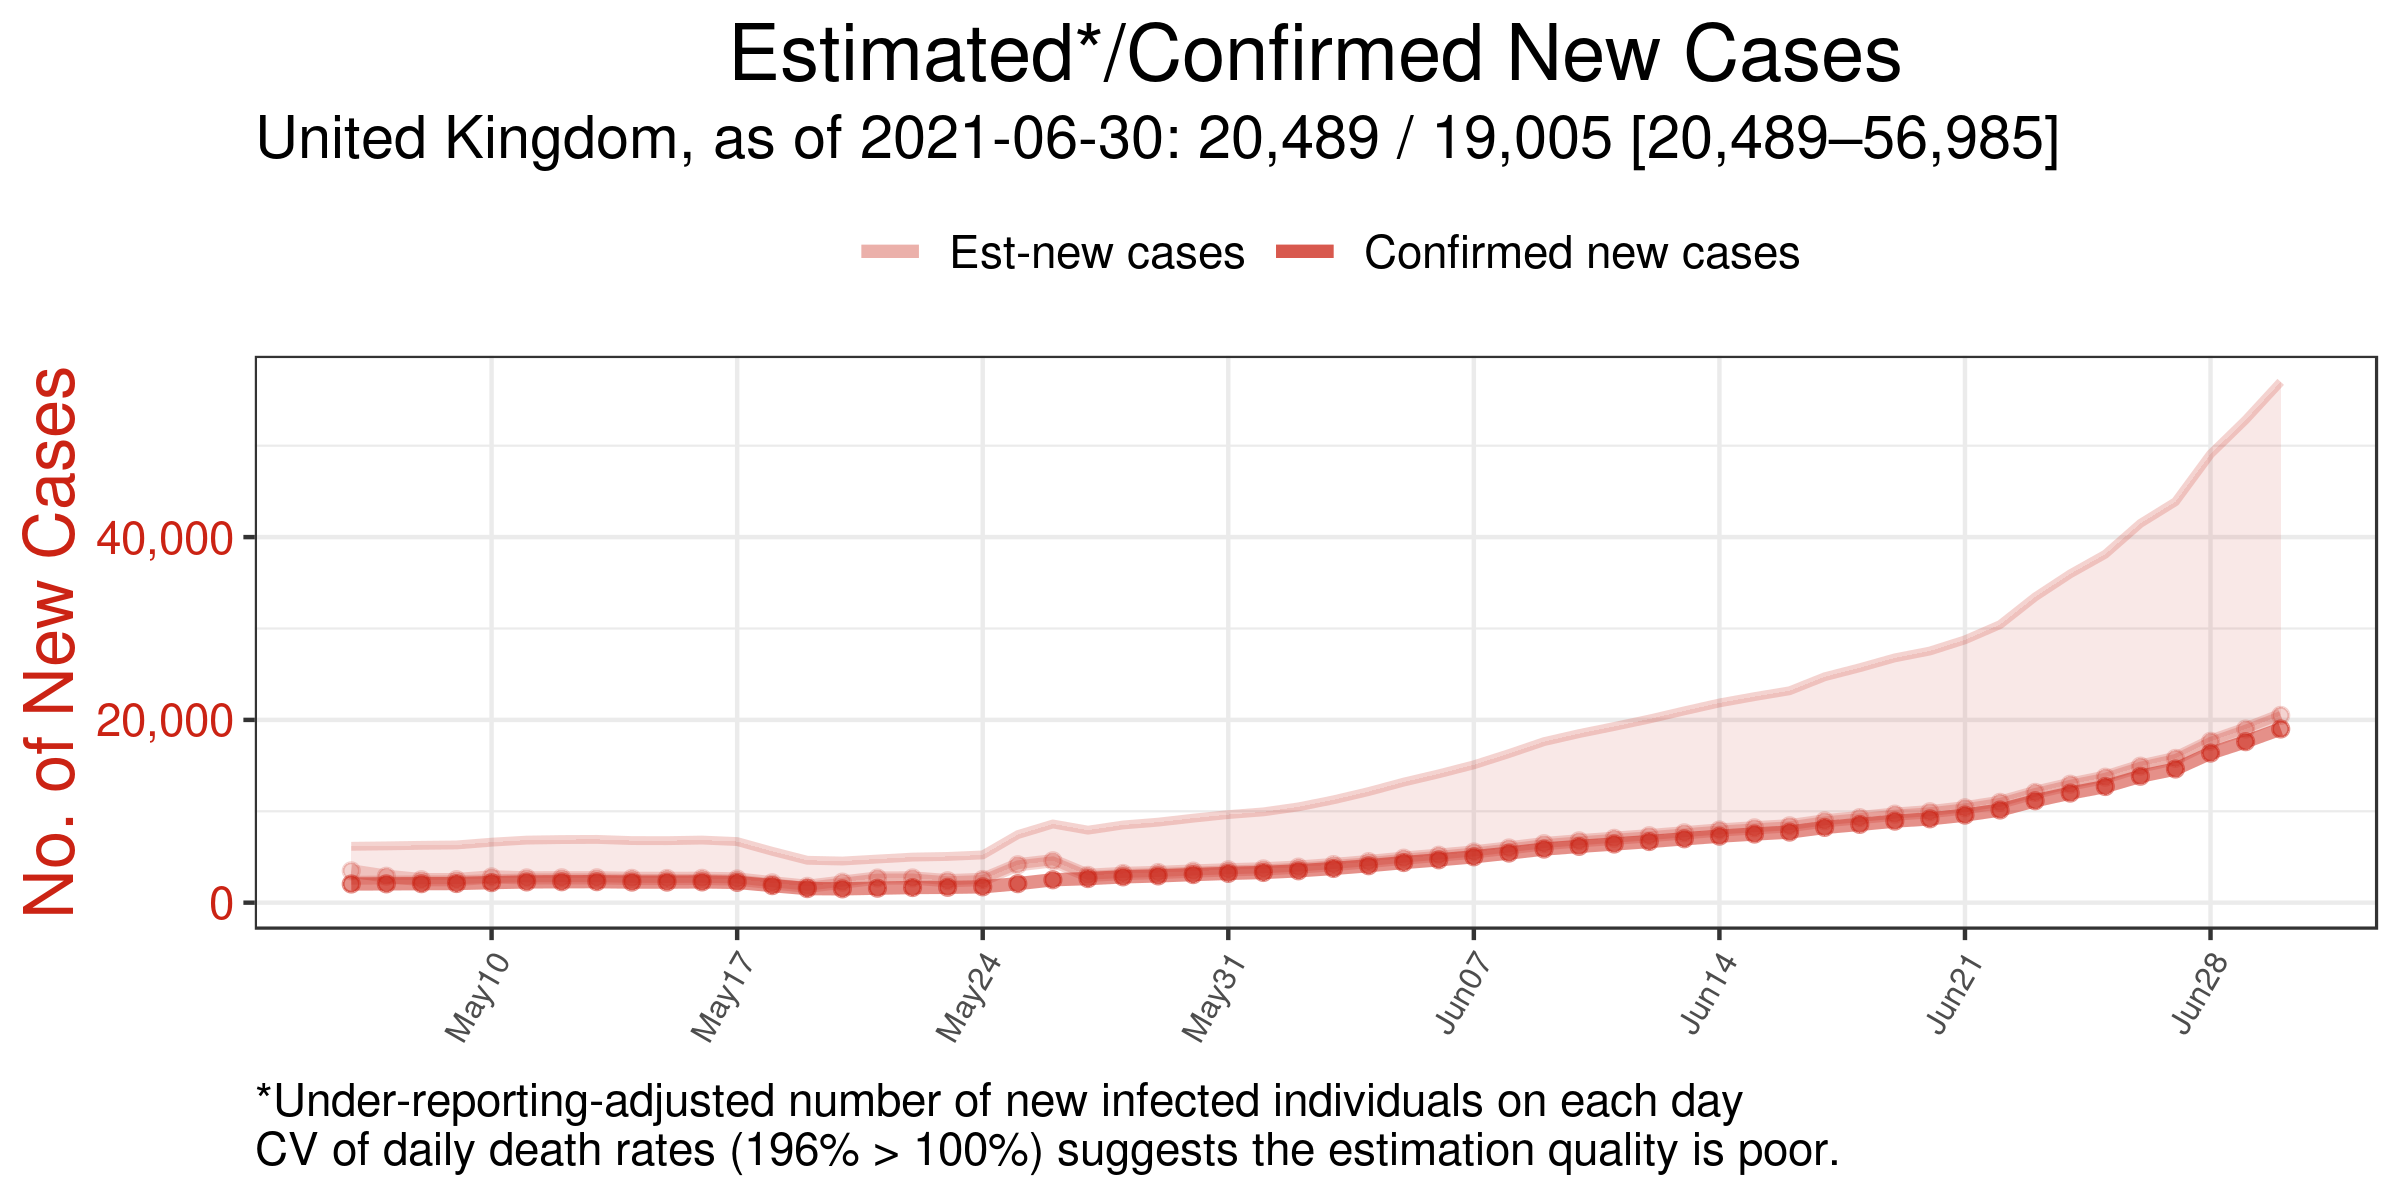 Estimated*/Confirmed New Cases
United Kingdom, as of 2021-06-30: 20,489 / 19,005 [20,489–56,985]
Est-new cases
Confirmed new cases
No. of New Cases
40,000
20,000
0
May10
May17
May24
May31
Jun07
Jun14
Jun21
Jun28
*Under-reporting-adjusted number of new infected individuals on each day
CV of daily death rates (196% > 100%) suggests the estimation quality is poor.